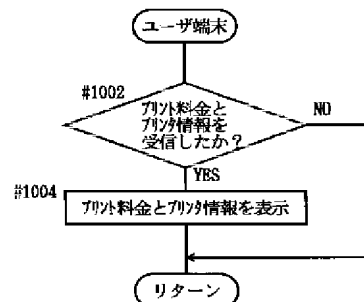 ユーザ端末
#1002
プリント料金と
プリンタ情報を
受信したか？
NO
YES
#1004
プリント料金とプリンタ情報を表示
リターン